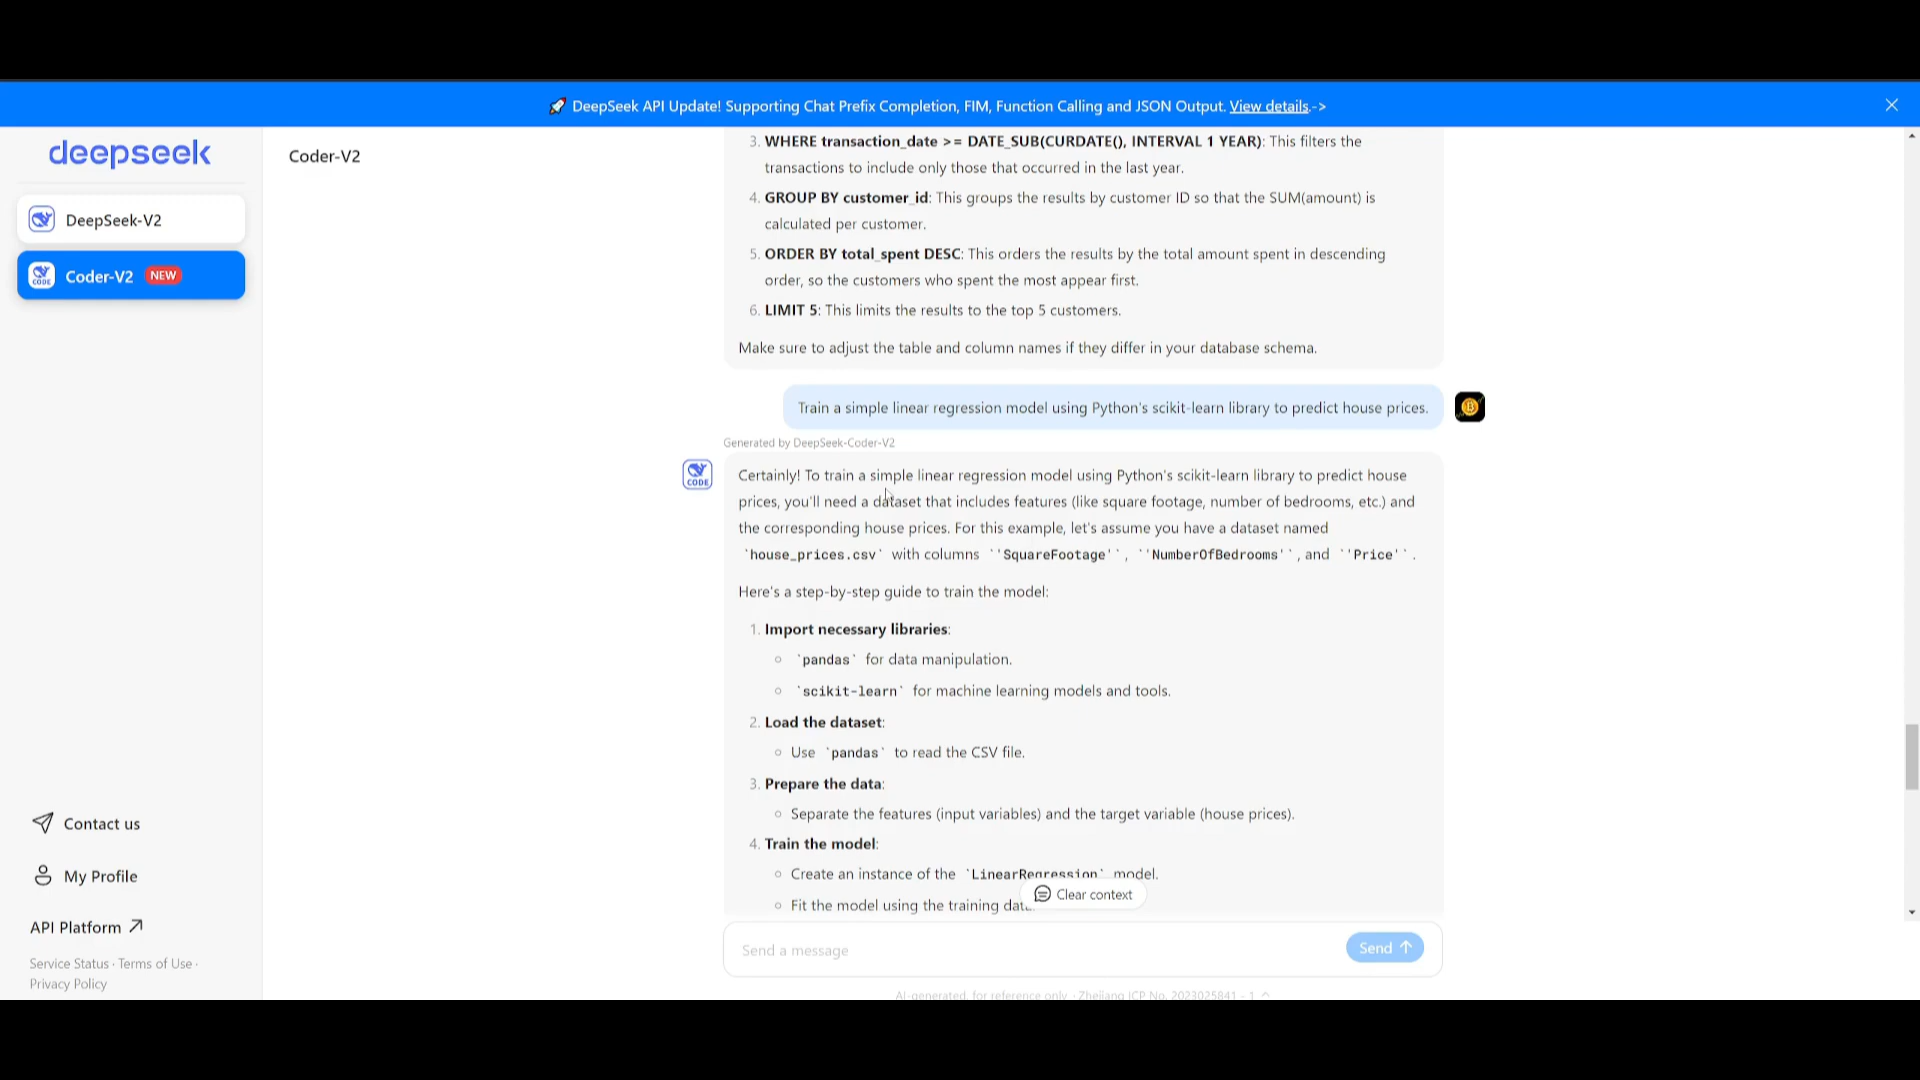 🚀 DeepSeek API Update! Supporting Chat Prefix Completion, FIM, Function Calling and JSON Output. View details.->
deepseek
DeepSeek-V2
CODE Coder-V2 NEW
Contact us
My Profile
API Platform
Service Status · Terms of Use ·
Privacy Policy
Coder-V2
3. WHERE transaction_date >= DATE_SUB(CURDATE(), INTERVAL 1 YEAR): This filters the
transactions to include only those that occurred in the last year.
4. GROUP BY customer_id: This groups the results by customer ID so that the SUM(amount) is
calculated per customer.
5. ORDER BY total_spent DESC: This orders the results by the total amount spent in descending
order, so the customers who spent the most appear first.
6. LIMIT 5: This limits the results to the top 5 customers.
Make sure to adjust the table and column names if they differ in your database schema.
Train a simple linear regression model using Python's scikit-learn library to predict house prices.
Generated by DeepSeek-Coder-V2
CODE
Certainly! To train a simple linear regression model using Python's scikit-learn library to predict house
prices, you'll need a dataset that includes features (like square footage, number of bedrooms, etc.) and
the corresponding house prices. For this example, let's assume you have a dataset named
`house_prices.csv` with columns `'SquareFootage'`, `'NumberOfBedrooms'`, and `'Price'`.
Here's a step-by-step guide to train the model:
1. Import necessary libraries:
○ `pandas` for data manipulation.
○ `scikit-learn` for machine learning models and tools.
2. Load the dataset:
○ Use `pandas` to read the CSV file.
3. Prepare the data:
○ Separate the features (input variables) and the target variable (house prices).
4. Train the model:
○ Create an instance of the `LinearRegression` model.
○ Fit the model using the training data.
Clear context
Send a message
Send
AI-generated, for reference only · Zhejiang ICP No. 2023025841 - 1